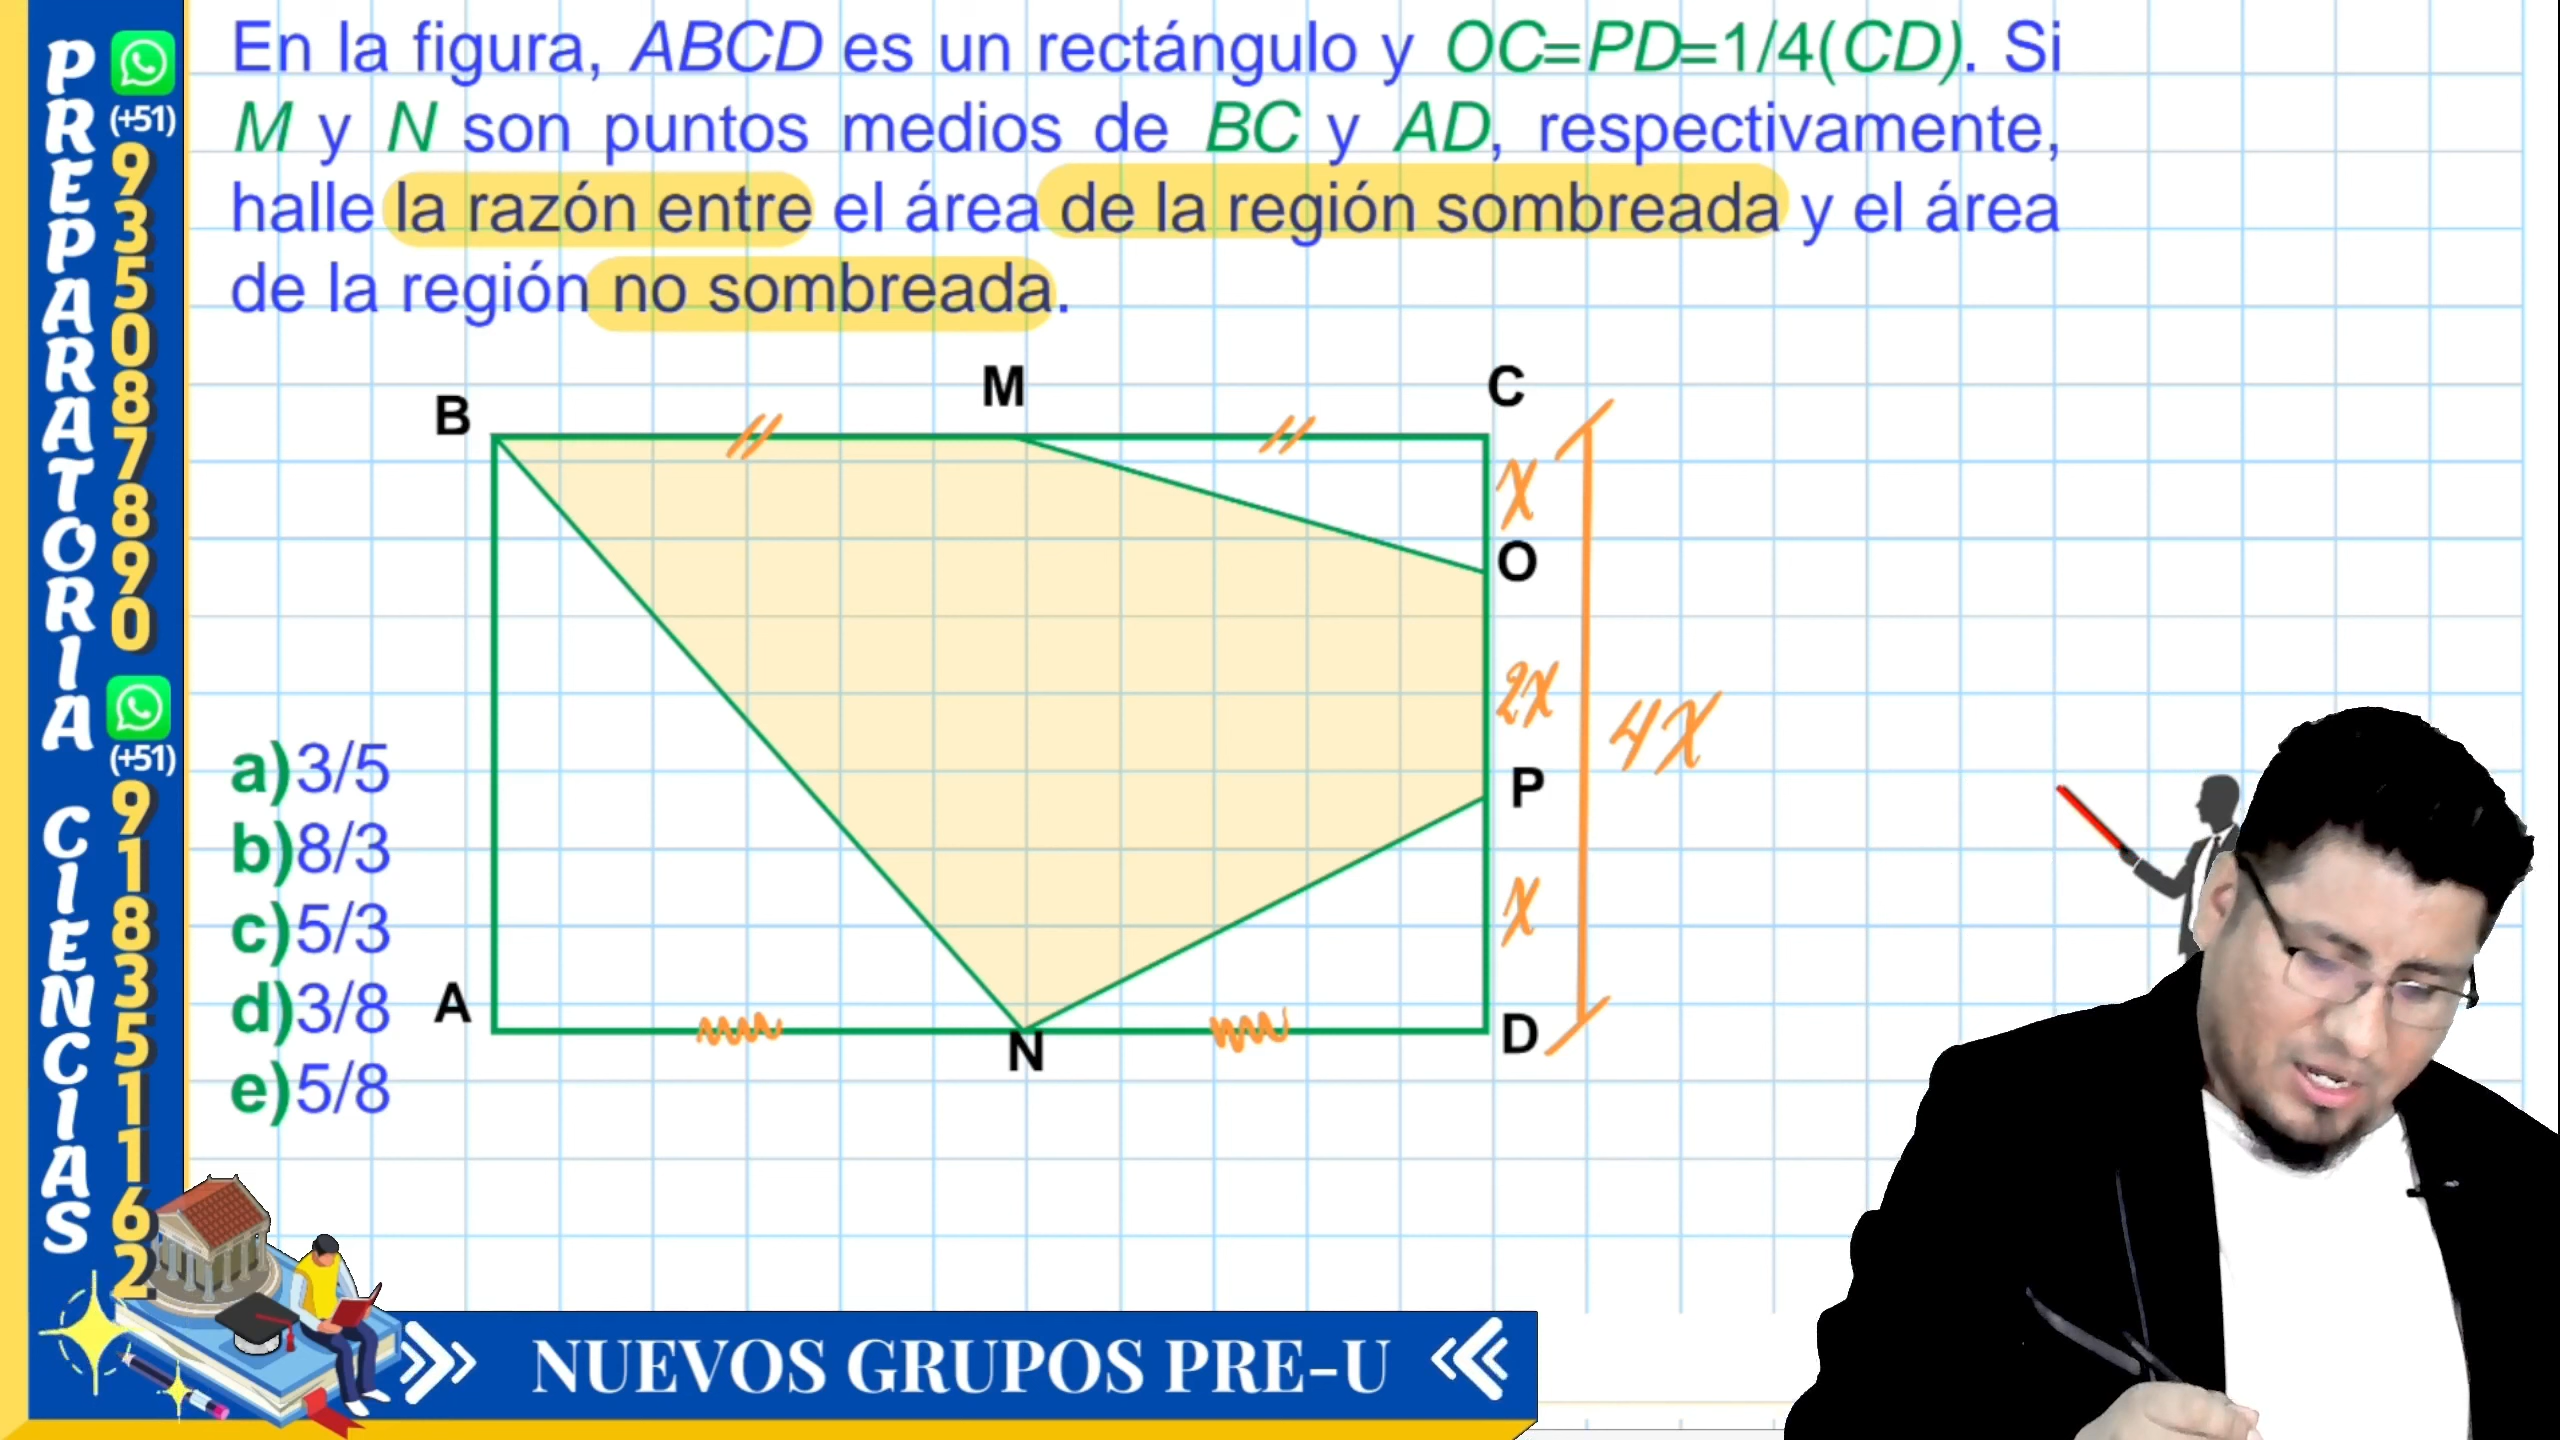 En la figura, ABCD es un rectángulo y OC=PD=1/4(CD). Si
M y N son puntos medios de BC y AD, respectivamente,
halle la razón entre el área de la región sombreada y el área
de la región no sombreada.
B
M
C
x
O
2x
4x
P
x
A
N
D
a)3/5
b)8/3
c)5/3
d)3/8
e)5/8
PREPARATORIA CIENCIAS
(+51)
935087890
(+51)
918351162
NUEVOS GRUPOS PRE-U